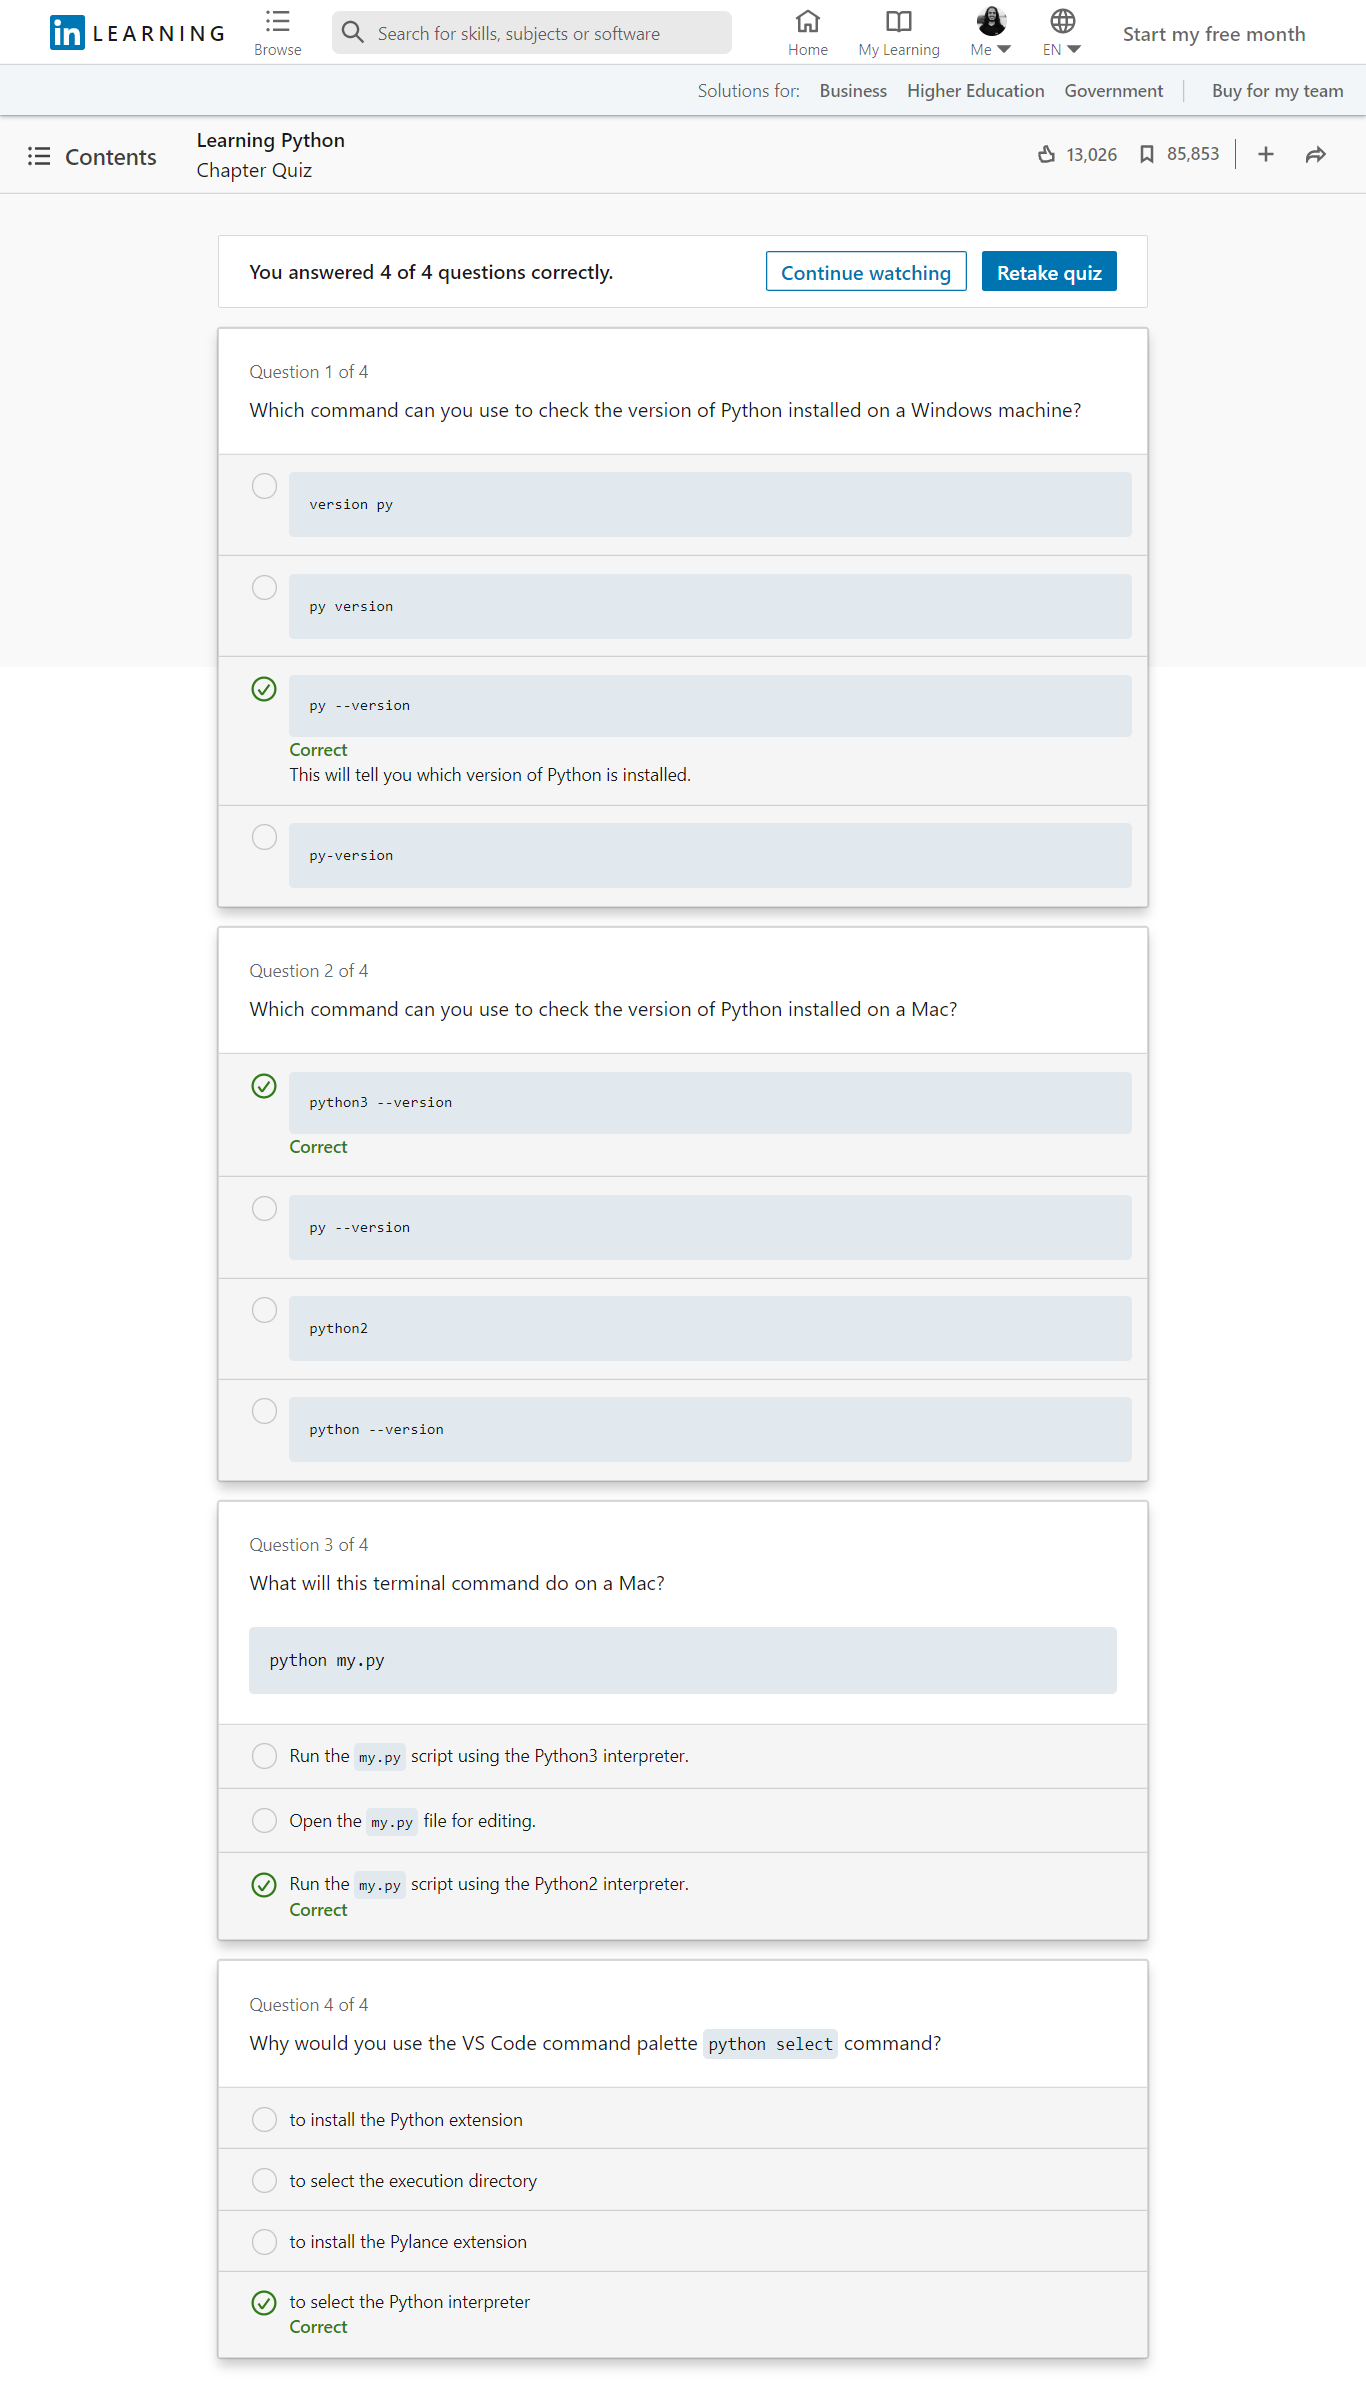 in LEARNING
Browse
Search for skills, subjects or software
Home
My Learning
Me
EN
Start my free month
Solutions for: Business Higher Education Government Buy for my team
Contents
Learning Python
Chapter Quiz
13,026 85,853
You answered 4 of 4 questions correctly.
Continue watching
Retake quiz
Question 1 of 4
Which command can you use to check the version of Python installed on a Windows machine?
version py
py version
py --version
Correct
This will tell you which version of Python is installed.
py-version
Question 2 of 4
Which command can you use to check the version of Python installed on a Mac?
python3 --version
Correct
py --version
python2
python --version
Question 3 of 4
What will this terminal command do on a Mac?
python my.py
Run the my.py script using the Python3 interpreter.
Open the my.py file for editing.
Run the my.py script using the Python2 interpreter.
Correct
Question 4 of 4
Why would you use the VS Code command palette python select command?
to install the Python extension
to select the execution directory
to install the Pylance extension
to select the Python interpreter
Correct